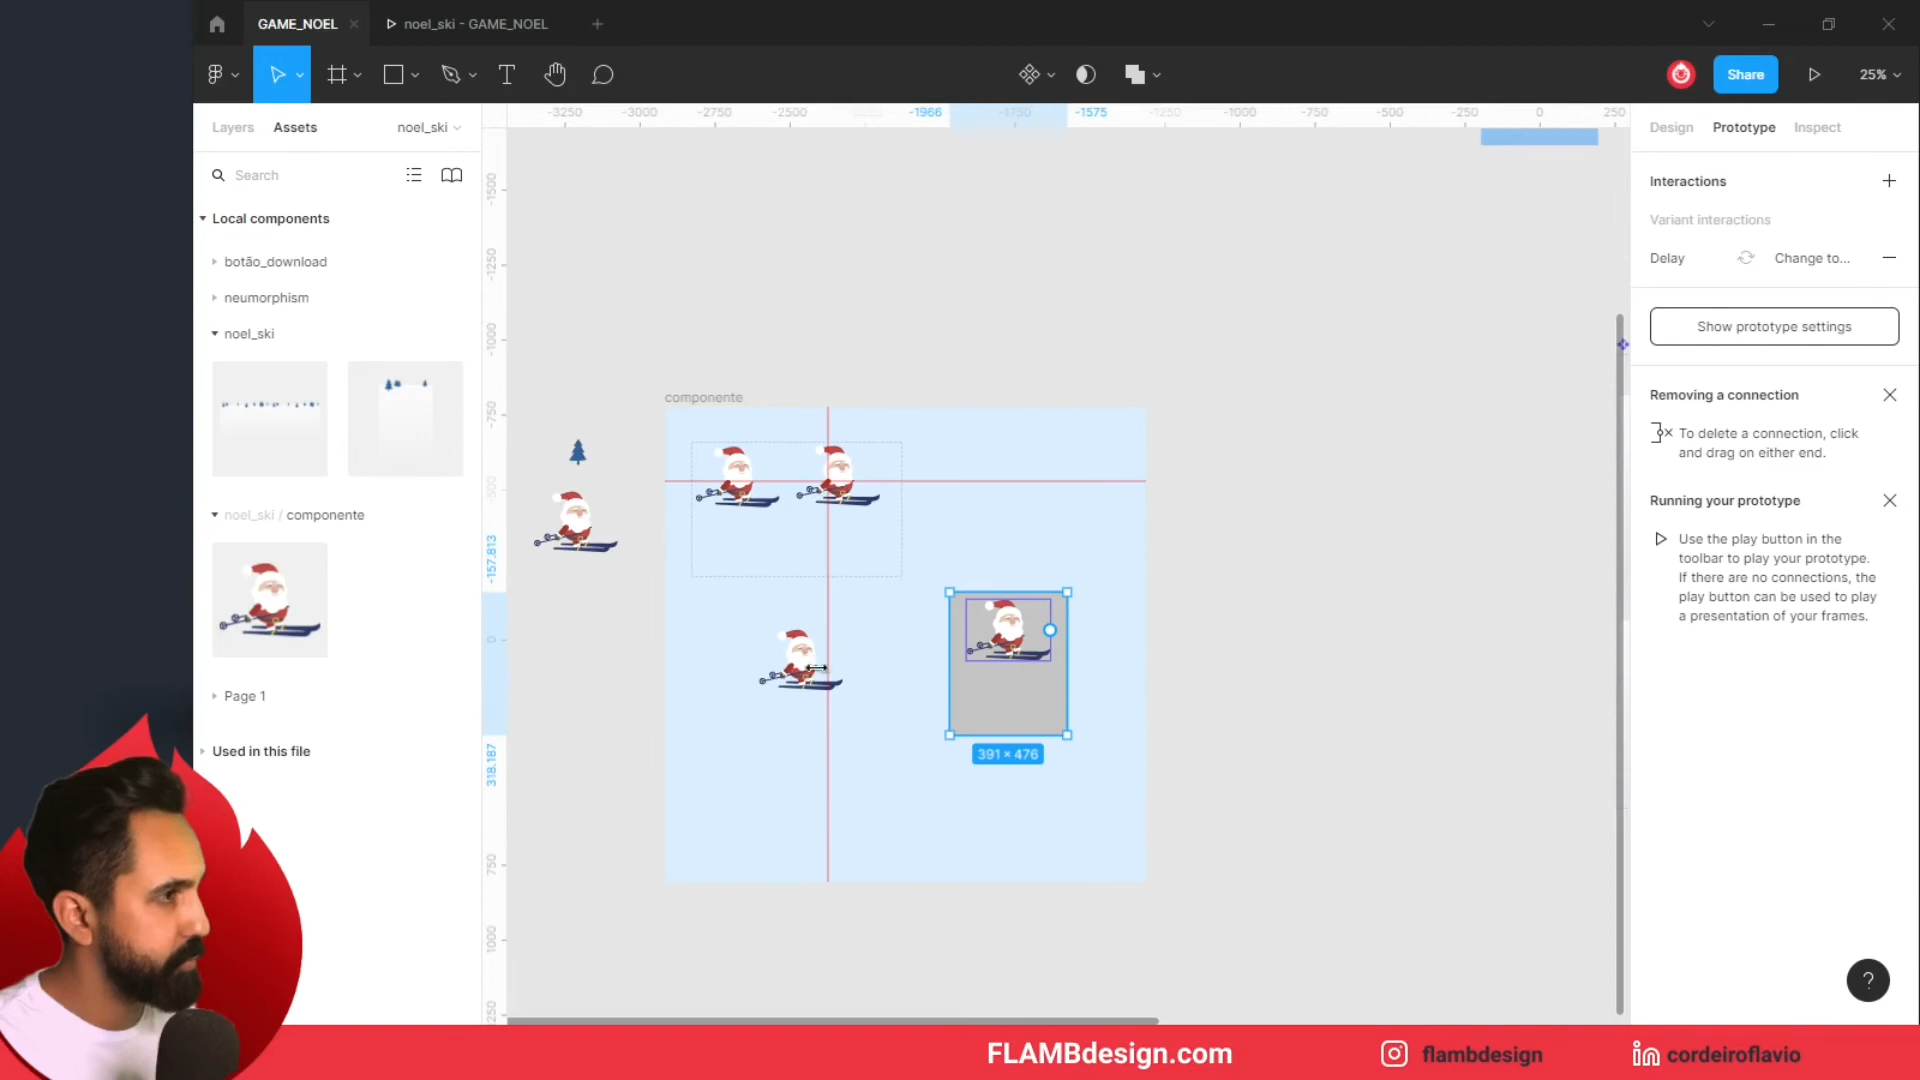 GAME_NOEL
noel_ski - GAME_NOEL
Share
25%
Layers
Assets
noel_ski
Search
Local components
botão_download
neumorphism
noel_ski
noel_ski / componente
Page 1
Used in this file
-3250
-3000
-2750
-2500
-1966
-1750
-1575
-1250
-1000
-750
-500
-250
0
250
-1500
-1250
-1000
-750
-500
-157.813
0
318.187
750
1000
1250
componente
391 × 476
Design
Prototype
Inspect
Interactions
Variant interactions
Delay
Change to...
Show prototype settings
Removing a connection
To delete a connection, click
and drag on either end.
Running your prototype
Use the play button in the
toolbar to play your prototype.
If there are no connections, the
play button can be used to play
a presentation of your frames.
?
FLAMBdesign.com
flambdesign
in cordeiroflavio